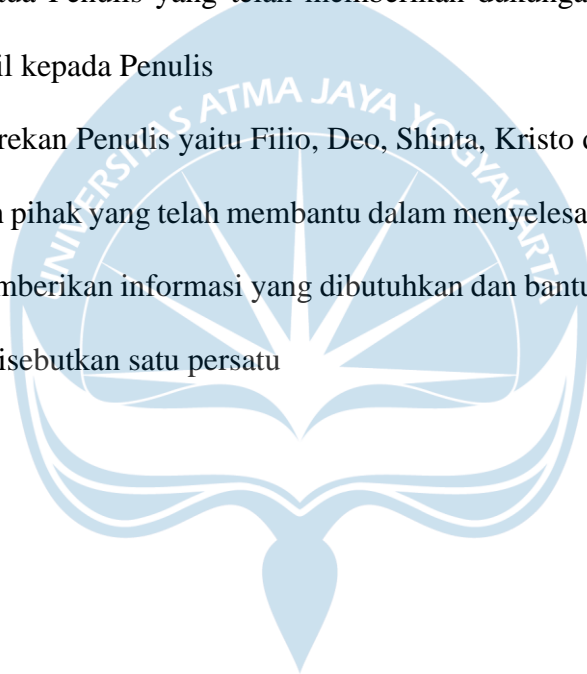 tua Penulis yang telah memberikan dukunga
il kepada Penulis
UNIVERSITAS ATMA JAYA YOGYAKARTA
rekan Penulis yaitu Filio, Deo, Shinta, Kristo
pihak yang telah membantu dalam menyelesa
mberikan informasi yang dibutuhkan dan bantu
isebutkan satu persatu